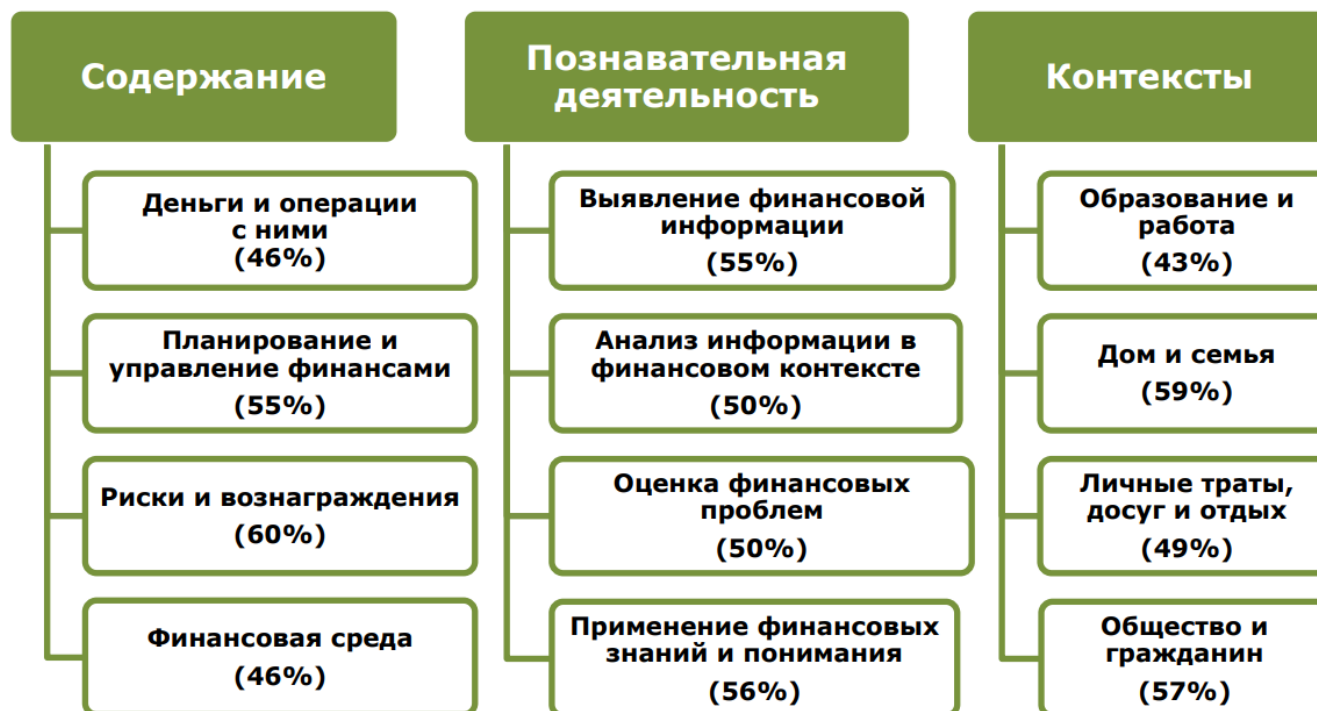 Содержание
Деньги и операции
с ними
(46%)
Планирование и
управление финансами
(55%)
Риски и вознаграждения
(60%)
Финансовая среда
(46%)
Познавательная
деятельность
Выявление финансовой
информации
(55%)
Анализ информации в
финансовом контексте
(50%)
Оценка финансовых
проблем
(50%)
Применение финансовых
знаний и понимания
(56%)
Контексты
Образование и
работа
(43%)
Дом и семья
(59%)
Личные траты,
досуг и отдых
(49%)
Общество и
гражданин
(57%)